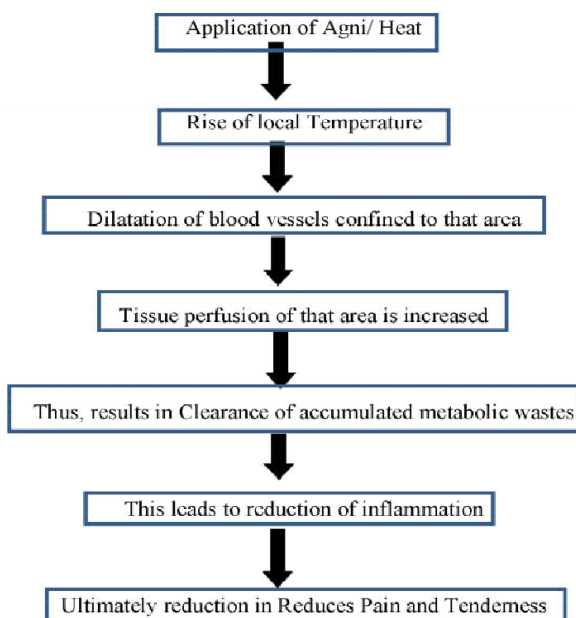 Application of Agni/ Heat
Rise of local Temperature
Dilatation of blood vessels confined to that area
Tissue perfusion of that area is increased
Thus, results in Clearance of accumulated metabolic wastes
This leads to reduction of inflammation
Ultimately reduction in Reduces Pain and Tenderness